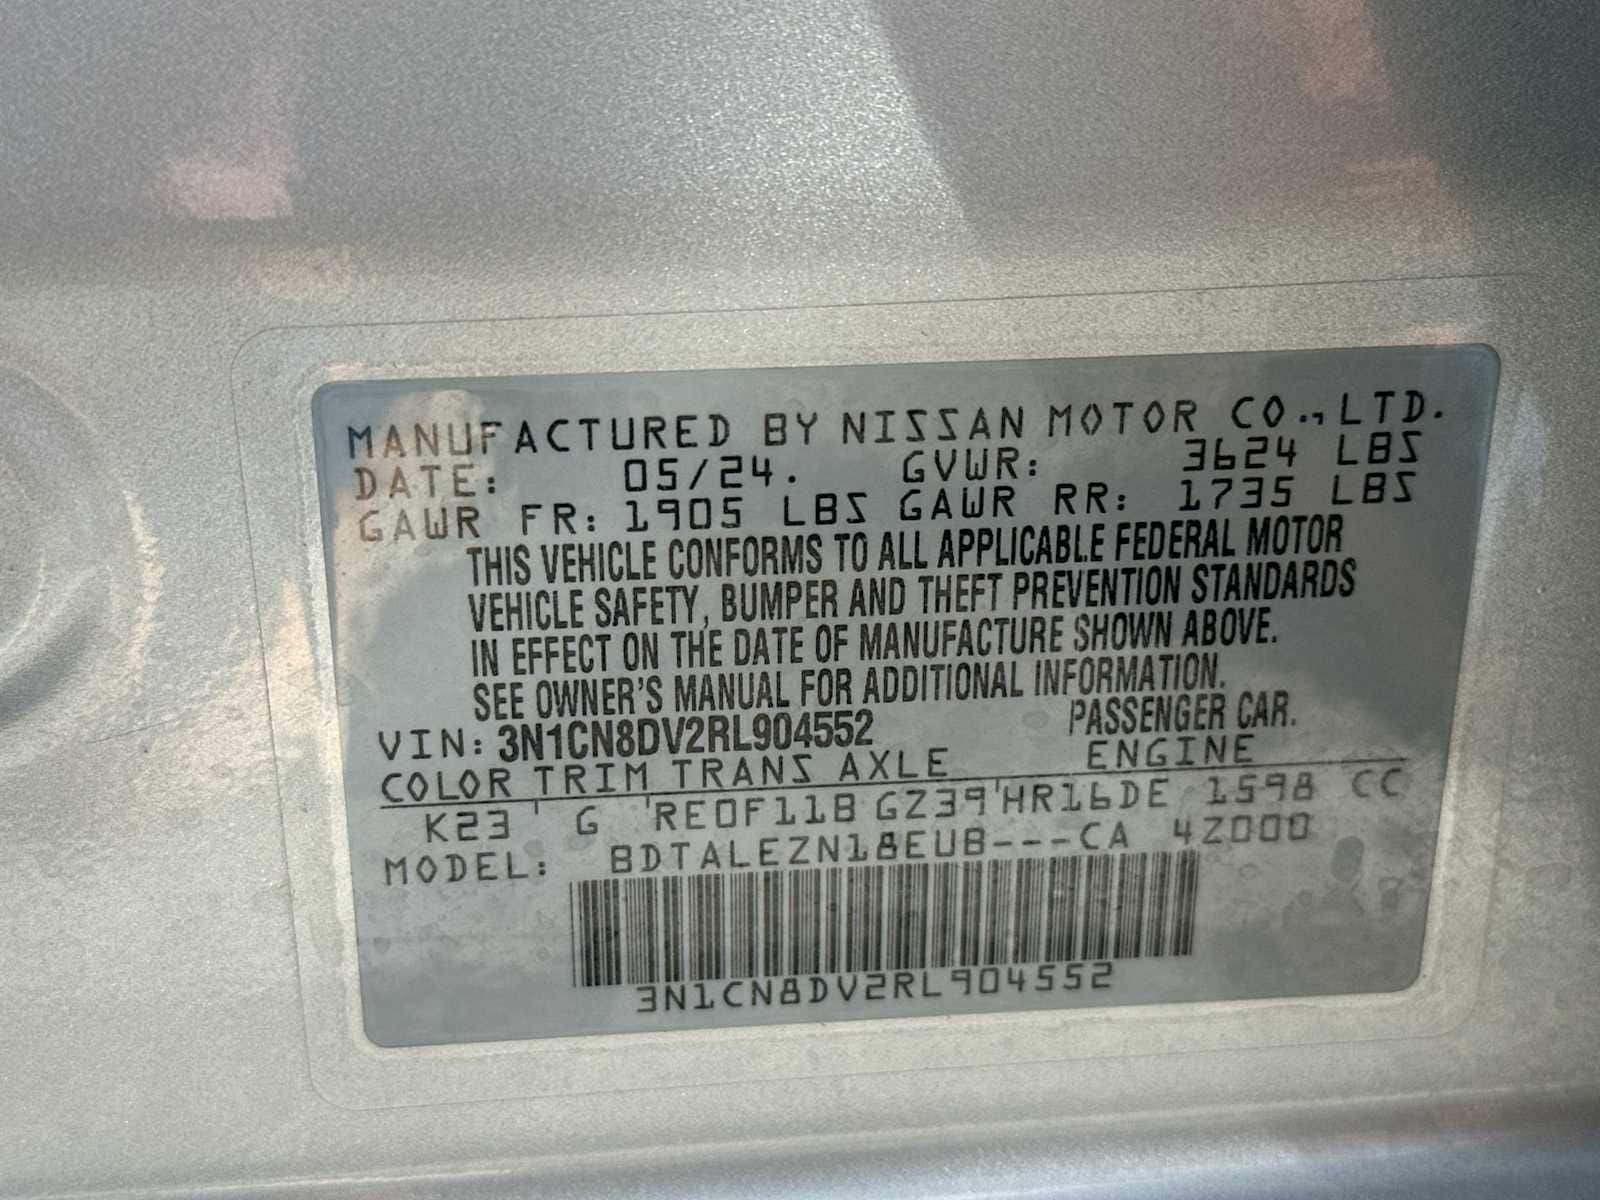 MANUFACTURED BY NISSAN MOTOR CO., LTD.
DATE: 05/24. GVWR: 3624 LBS
GAWR FR: 1905 LBS GAWR RR: 1735 LBS
THIS VEHICLE CONFORMS TO ALL APPLICABLE FEDERAL MOTOR
VEHICLE SAFETY, BUMPER AND THEFT PREVENTION STANDARDS
IN EFFECT ON THE DATE OF MANUFACTURE SHOWN ABOVE.
SEE OWNER'S MANUAL FOR ADDITIONAL INFORMATION.
VIN: 3N1CN8DV2RL904552 PASSENGER CAR.
COLOR TRIM TRANS AXLE ENGINE
K23 ' G 'RE0F11B GZ39'HR16DE 1598 CC
MODEL: BDTALEZN18EUB---CA 4Z000
3N1CN8DV2RL904552